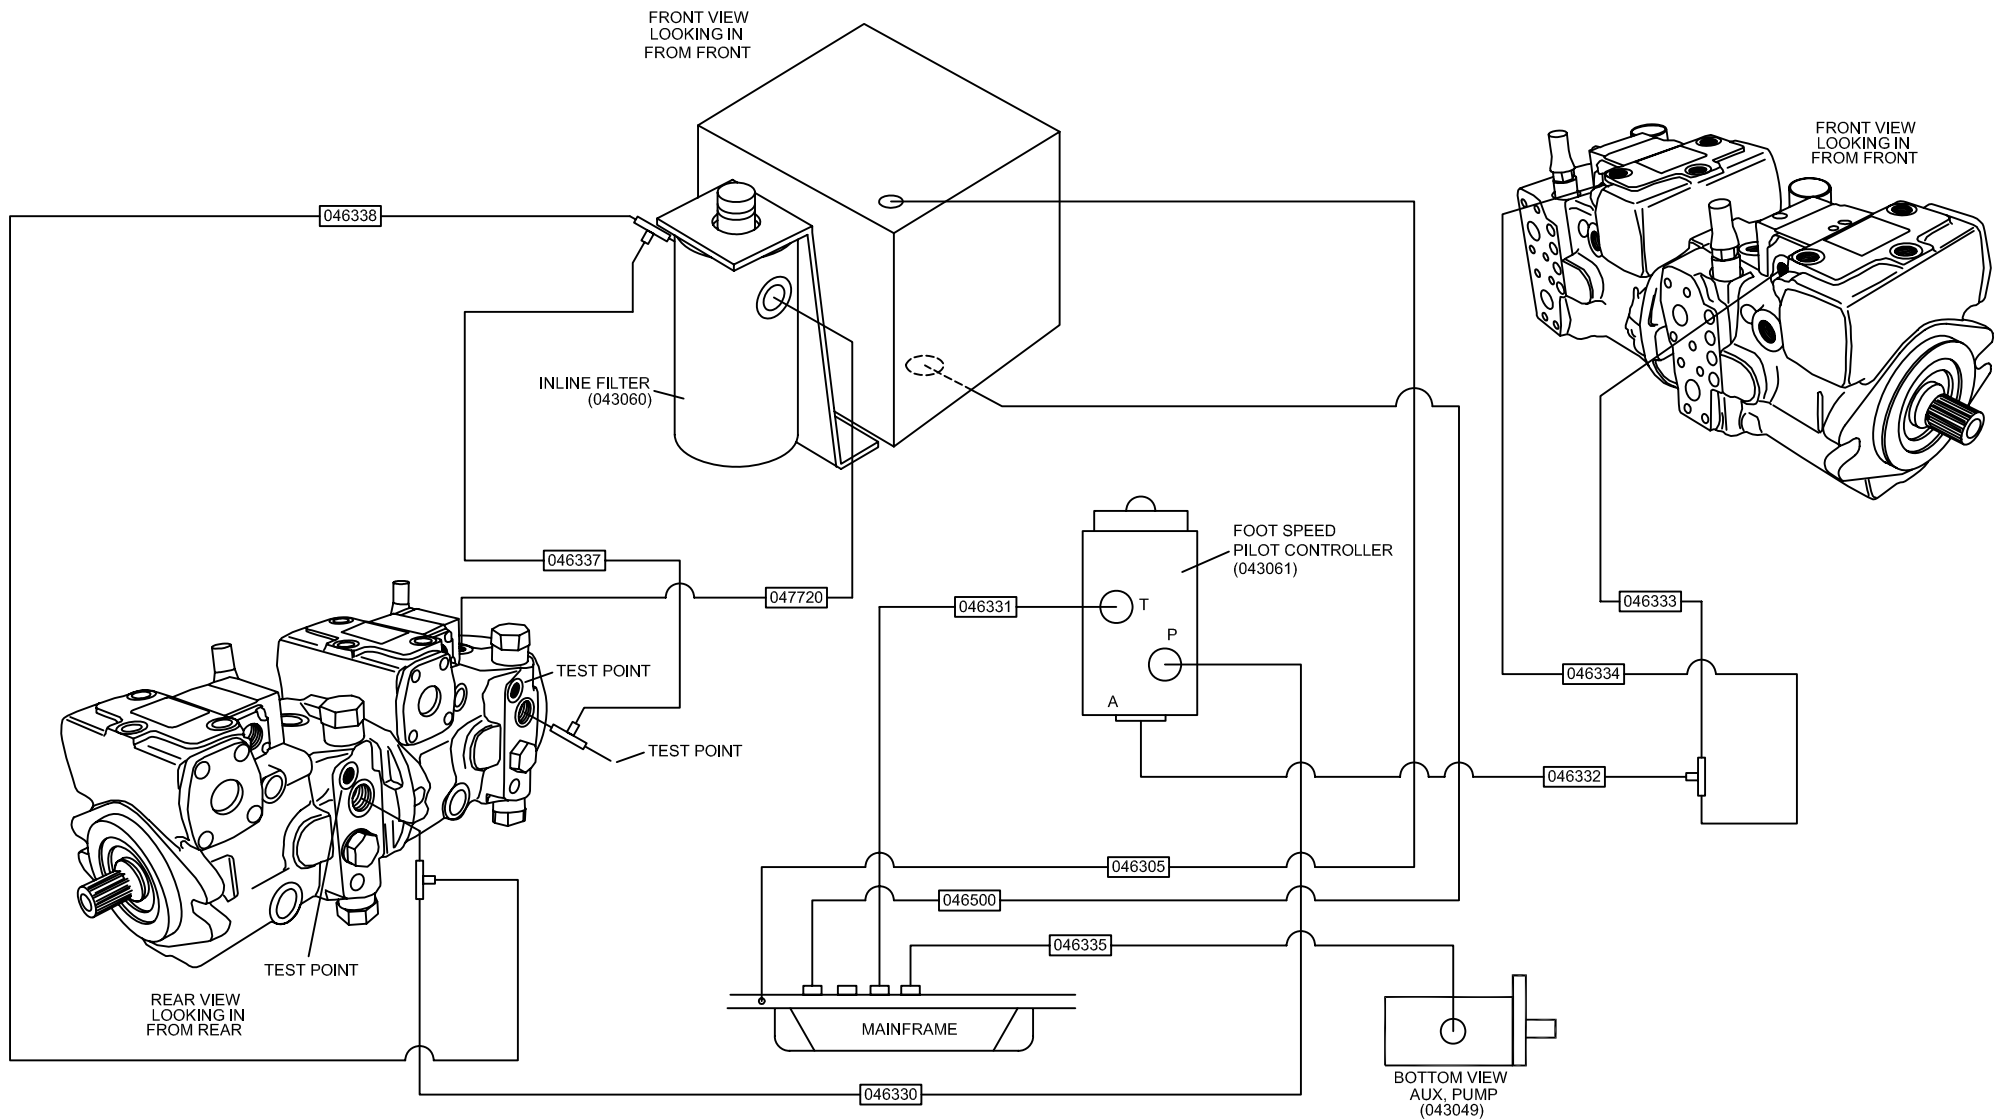 FRONT VIEW
LOOKING IN
FROM FRONT
FRONT VIEW
LOOKING IN
FROM FRONT
046338
INLINE FILTER
(043060)
FOOT SPEED
PILOT CONTROLLER
(043061)
046337
047720
046331
T
P
A
046333
046334
TEST POINT
TEST POINT
046332
046305
046500
046335
TEST POINT
REAR VIEW
LOOKING IN
FROM REAR
MAINFRAME
046330
BOTTOM VIEW
AUX, PUMP
(043049)